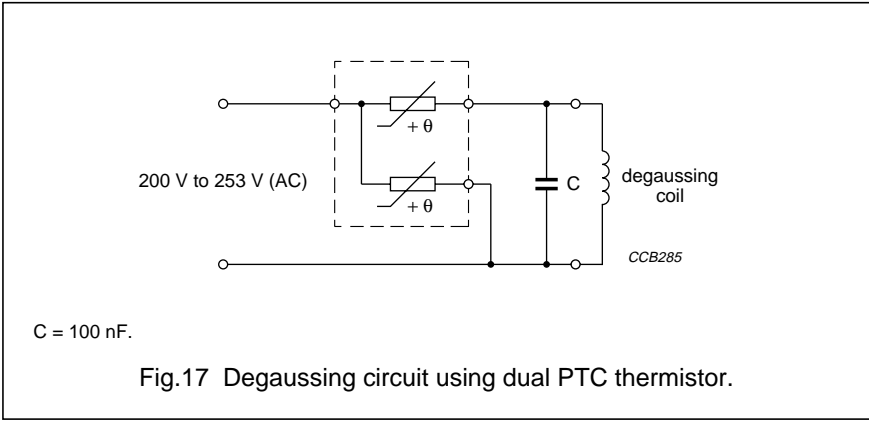 + θ
200 V to 253 V (AC)
+ θ
C
degaussing
coil
CCB285
C = 100 nF.
Fig.17 Degaussing circuit using dual PTC thermistor.